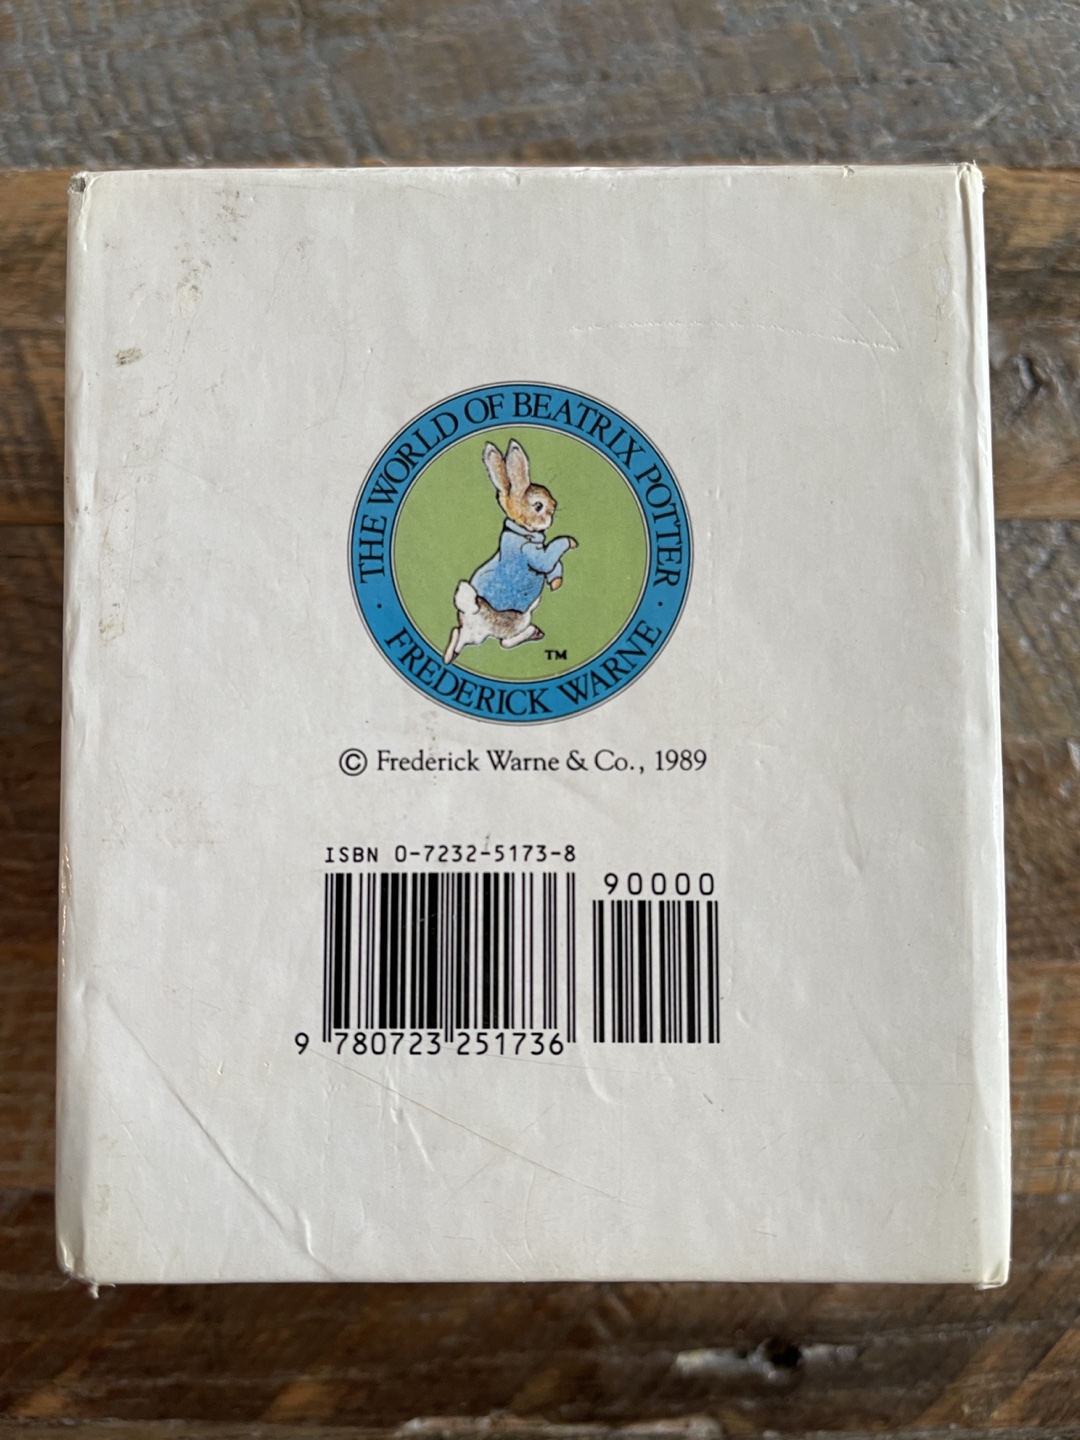 THE WORLD OF BEATRIX POTTER
· FREDERICK WARNE ·
TM
© Frederick Warne & Co., 1989
ISBN 0-7232-5173-8
90000
9 780723 251736